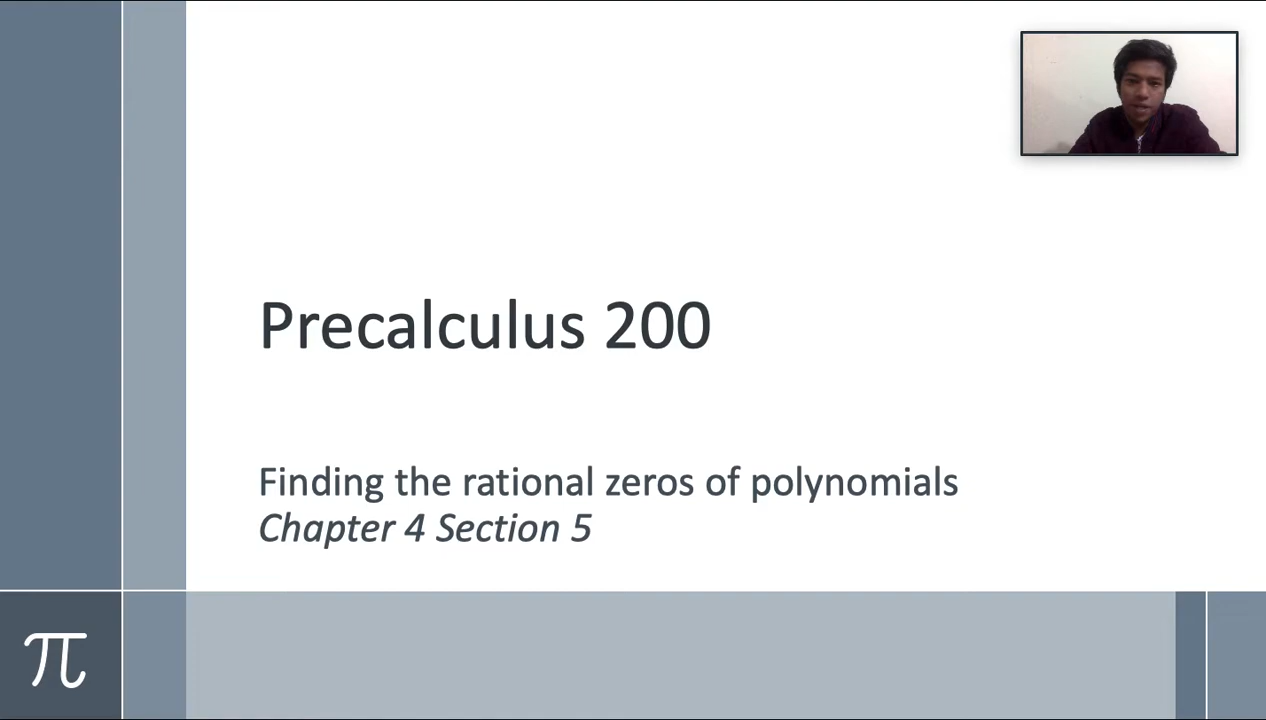 Precalculus 200
Finding the rational zeros of polynomials
Chapter 4 Section 5
π